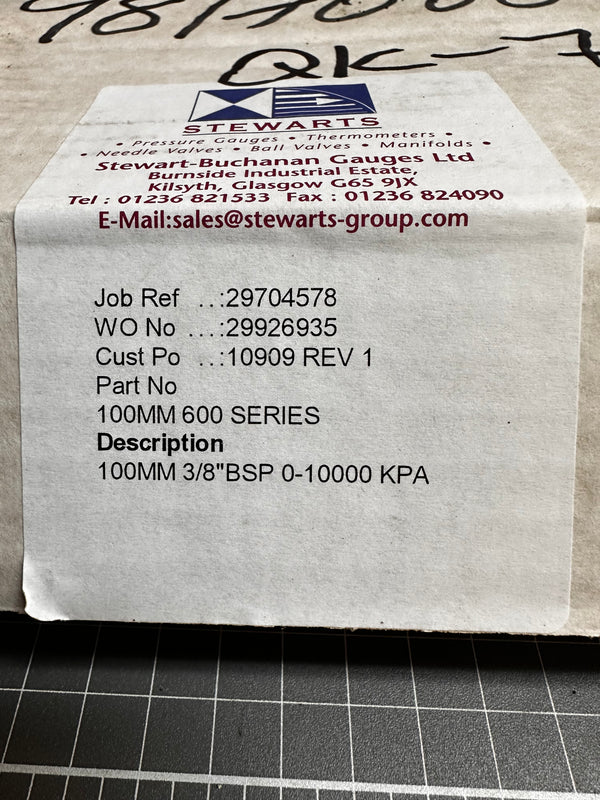 QK-7
STEWARTS
• Pressure Gauges • Thermometers •
• Needle Valves • Ball Valves • Manifolds •
Stewart-Buchanan Gauges Ltd
Burnside Industrial Estate,
Kilsyth, Glasgow G65 9JX
Tel : 01236 821533 Fax : 01236 824090
E-Mail:sales@stewarts-group.com
Job Ref ..:29704578
WO No ...:29926935
Cust Po ..:10909 REV 1
Part No
100MM 600 SERIES
Description
100MM 3/8"BSP 0-10000 KPA